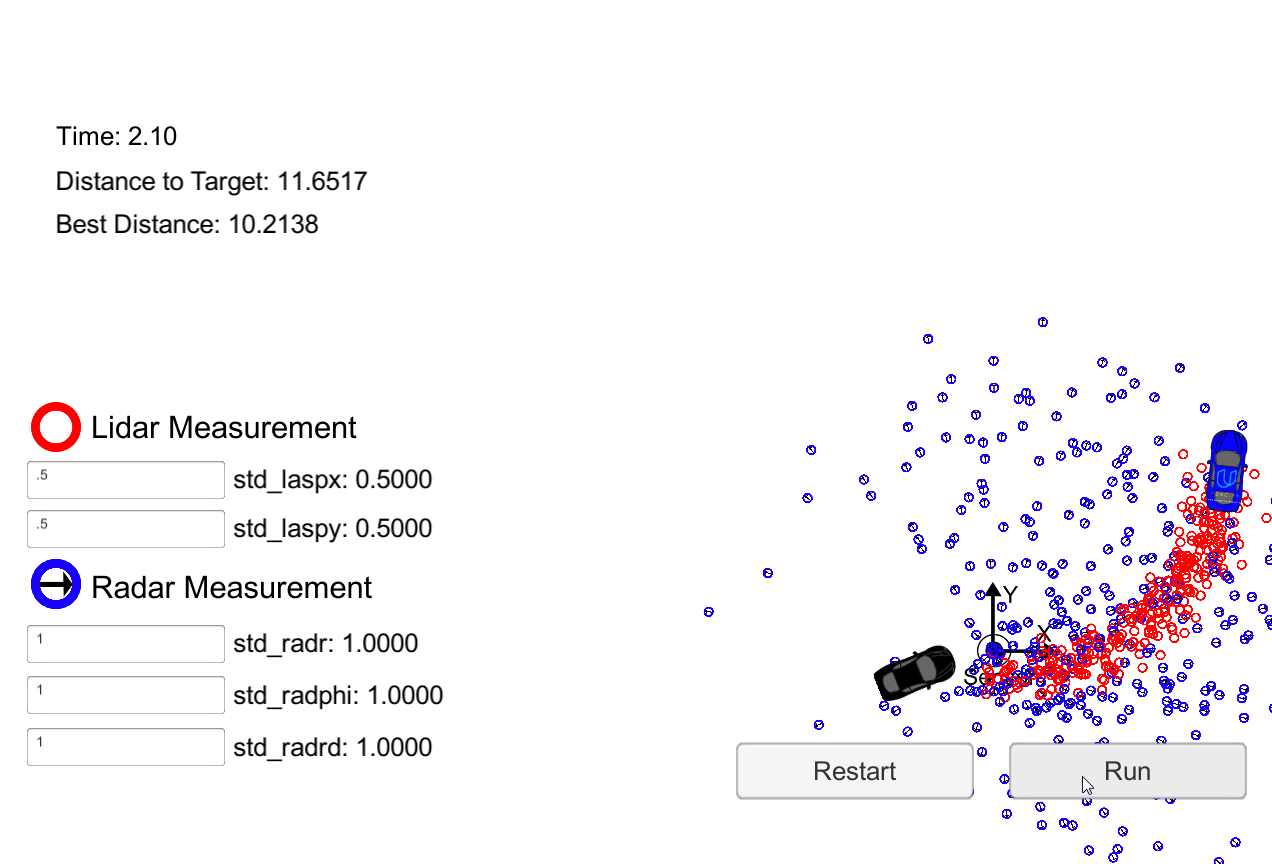 Time: 2.10
Distance to Target: 11.6517
Best Distance: 10.2138
Lidar Measurement
.5
std_laspx: 0.5000
.5
std_laspy: 0.5000
Radar Measurement
1
std_radr: 1.0000
1
std_radphi: 1.0000
1
std_radrd: 1.0000
Y
X
Restart
Run